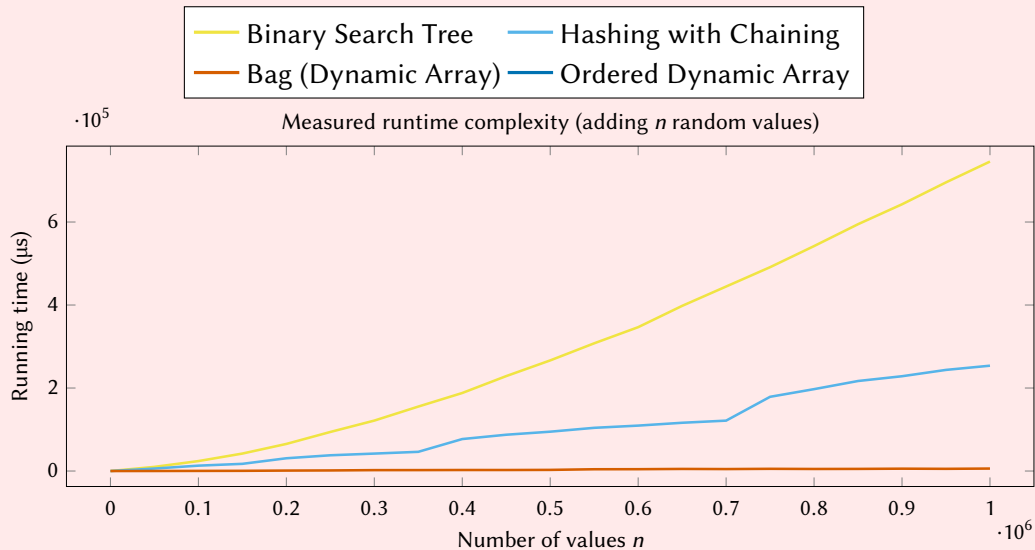 Binary Search Tree Hashing with Chaining
Bag (Dynamic Array) Ordered Dynamic Array
·10⁵
Measured runtime complexity (adding n random values)
6
4
2
0
Running time (µs)
0 0.1 0.2 0.3 0.4 0.5 0.6 0.7 0.8 0.9 1
·10⁶
Number of values n